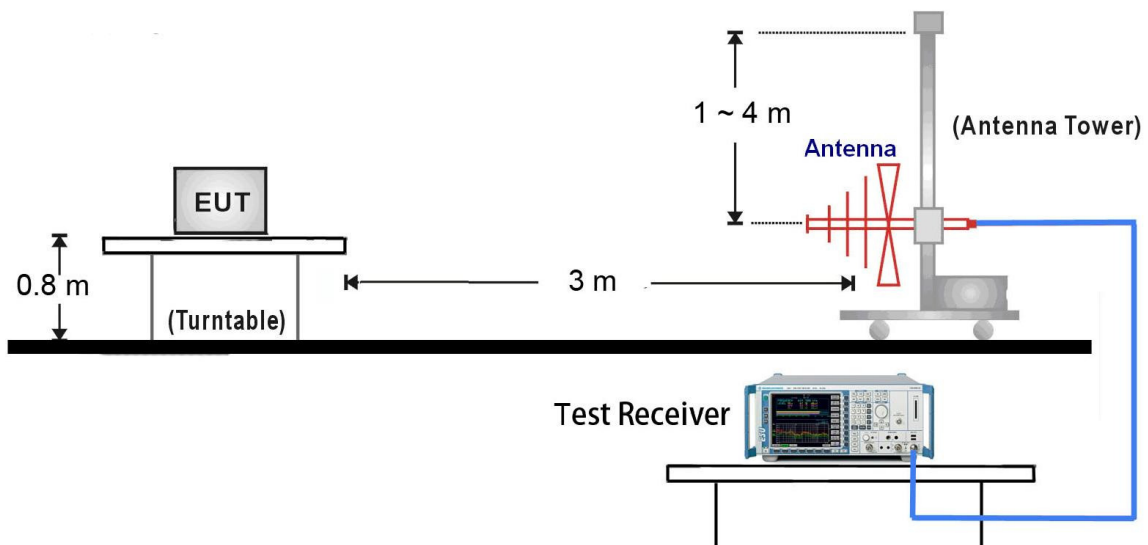 1 ~ 4 m
(Antenna Tower)
Antenna
EUT
0.8 m
3 m
(Turntable)
Test Receiver